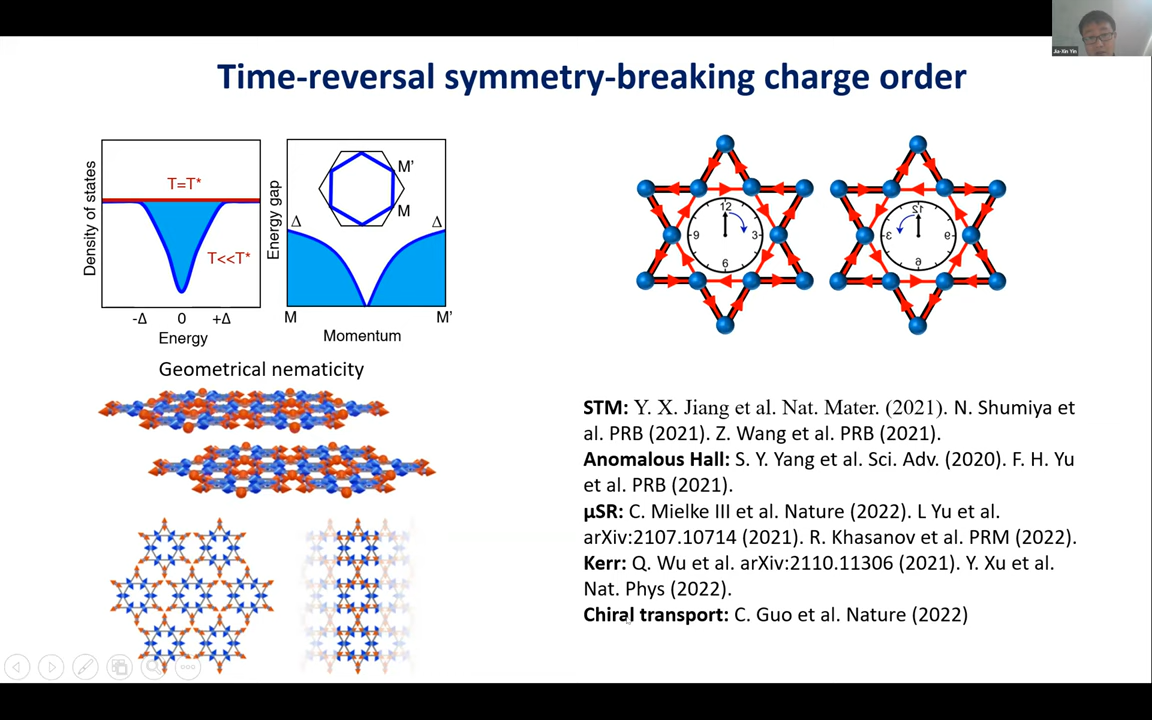 Jia-Xin Yin
Time-reversal symmetry-breaking charge order
Density of states
T=T*
T<<T*
-Δ 0 +Δ
Energy
Energy gap
M'
M
Δ Δ
M M'
Momentum
12
3
6
9
12
3
6
9
Geometrical nematicity
STM: Y. X. Jiang et al. Nat. Mater. (2021). N. Shumiya et
al. PRB (2021). Z. Wang et al. PRB (2021).
Anomalous Hall: S. Y. Yang et al. Sci. Adv. (2020). F. H. Yu
et al. PRB (2021).
μSR: C. Mielke III et al. Nature (2022). L Yu et al.
arXiv:2107.10714 (2021). R. Khasanov et al. PRM (2022).
Kerr: Q. Wu et al. arXiv:2110.11306 (2021). Y. Xu et al.
Nat. Phys (2022).
Chiral transport: C. Guo et al. Nature (2022)